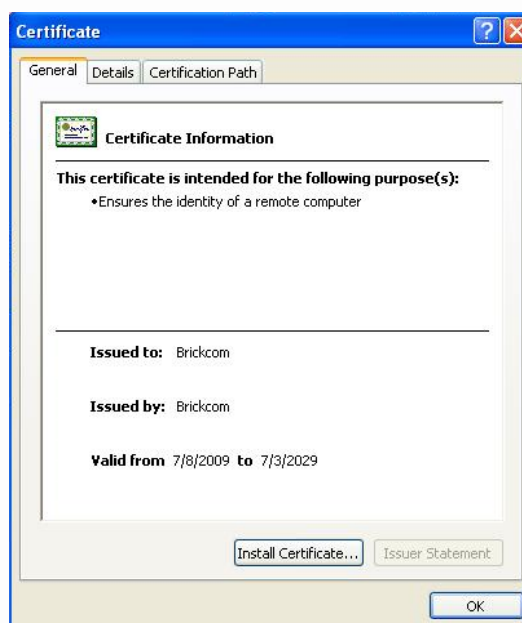 Certificate
General Details Certification Path
Certificate Information
This certificate is intended for the following purpose(s):
•Ensures the identity of a remote computer
Issued to: Brickcom
Issued by: Brickcom
Valid from 7/8/2009 to 7/3/2029
Install Certificate... Issuer Statement
OK